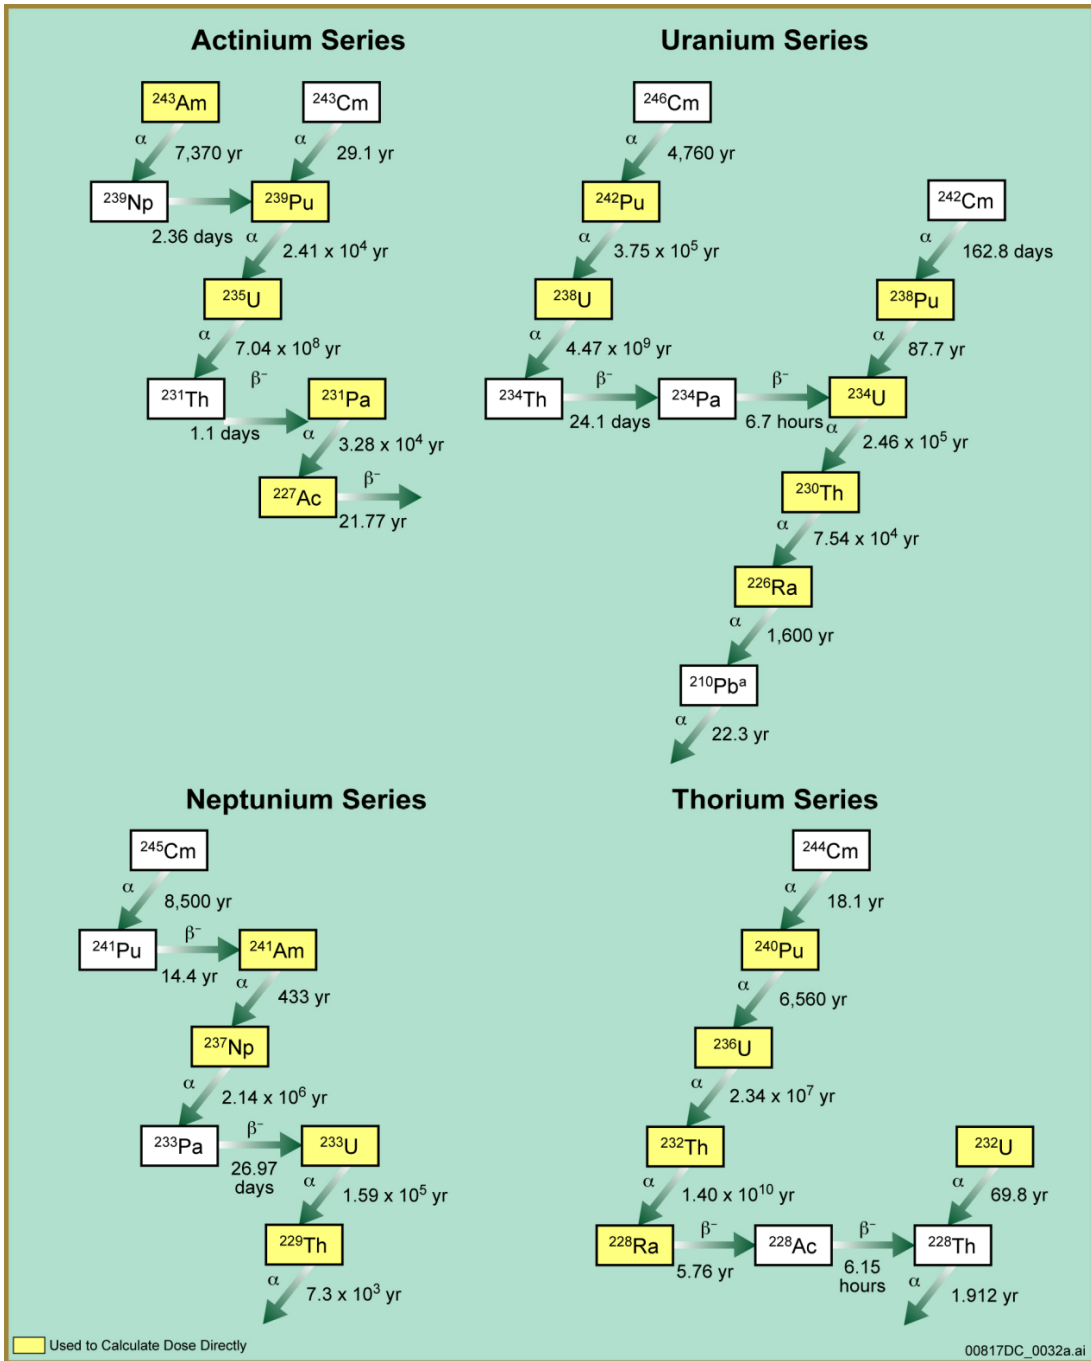 Actinium Series
²⁴³Am
²⁴³Cm
α
7,370 yr
α
29.1 yr
²³⁹Np
²³⁹Pu
2.36 days
α
2.41 x 10⁴ yr
²³⁵U
α
7.04 x 10⁸ yr
²³¹Th
β⁻
²³¹Pa
1.1 days
α
3.28 x 10⁴ yr
²²⁷Ac
β⁻
21.77 yr
Uranium Series
²⁴⁶Cm
α
4,760 yr
²⁴²Pu
²⁴²Cm
α
3.75 x 10⁵ yr
α
162.8 days
²³⁸U
²³⁸Pu
α
4.47 x 10⁹ yr
α
87.7 yr
²³⁴Th
β⁻
²³⁴Pa
β⁻
²³⁴U
24.1 days
6.7 hours
α
2.46 x 10⁵ yr
²³⁰Th
α
7.54 x 10⁴ yr
²²⁶Ra
α
1,600 yr
²¹⁰Pbᵃ
α
22.3 yr
Neptunium Series
²⁴⁵Cm
α
8,500 yr
²⁴¹Pu
β⁻
²⁴¹Am
14.4 yr
α
433 yr
²³⁷Np
α
2.14 x 10⁶ yr
²³³Pa
β⁻
²³³U
26.97
days
α
1.59 x 10⁵ yr
²²⁹Th
α
7.3 x 10³ yr
Thorium Series
²⁴⁴Cm
α
18.1 yr
²⁴⁰Pu
α
6,560 yr
²³⁶U
α
2.34 x 10⁷ yr
²³²Th
²³²U
α
1.40 x 10¹⁰ yr
α
69.8 yr
²²⁸Ra
β⁻
²²⁸Ac
β⁻
²²⁸Th
5.76 yr
6.15
hours
α
1.912 yr
Used to Calculate Dose Directly
00817DC_0032a.ai